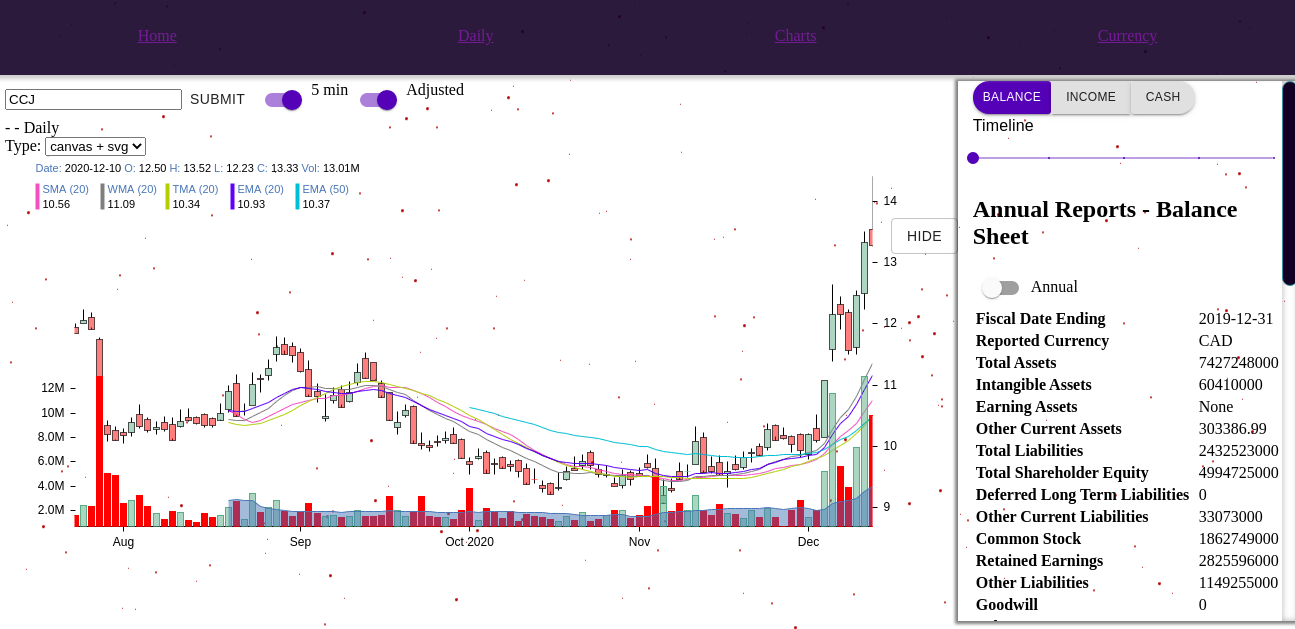 Home Daily Charts Currency
CCJ SUBMIT 5 min Adjusted
- - Daily
Type: canvas + svg
Date: 2020-12-10 O: 12.50 H: 13.52 L: 12.23 C: 13.33 Vol: 13.01M
SMA (20) WMA (20) TMA (20) EMA (20) EMA (50)
10.56 11.09 10.34 10.93 10.37
14
13
12
11
10
9
12M
10M
8.0M
6.0M
4.0M
2.0M
Aug Sep Oct 2020 Nov Dec
HIDE
BALANCE INCOME CASH
Timeline
Annual Reports - Balance
Sheet
Annual
Fiscal Date Ending 2019-12-31
Reported Currency CAD
Total Assets 7427248000
Intangible Assets 60410000
Earning Assets None
Other Current Assets 303386.99
Total Liabilities 2432523000
Total Shareholder Equity 4994725000
Deferred Long Term Liabilities 0
Other Current Liabilities 33073000
Common Stock 1862749000
Retained Earnings 2825596000
Other Liabilities 1149255000
Goodwill 0